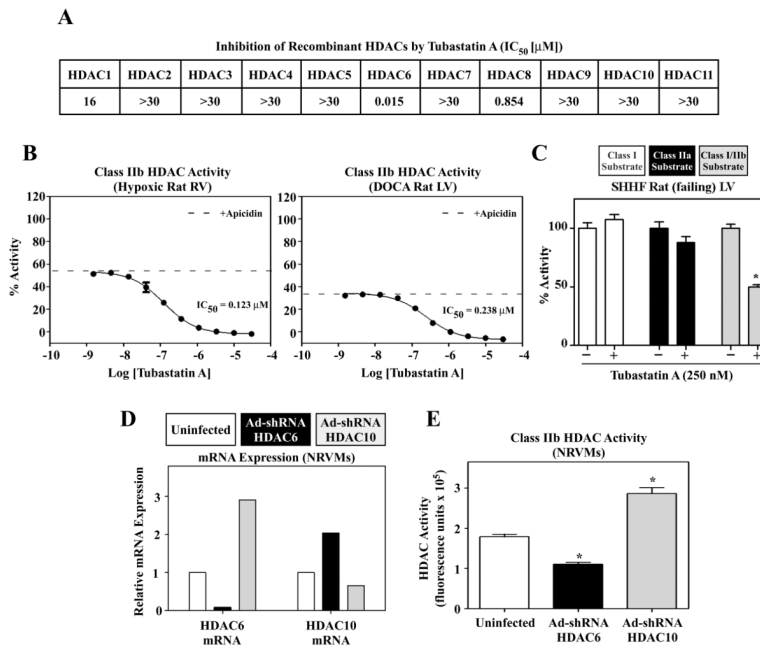 A
Inhibition of Recombinant HDACs by Tubastatin A (IC50 [µM])
HDAC1 HDAC2 HDAC3 HDAC4 HDAC5 HDAC6 HDAC7 HDAC8 HDAC9 HDAC10 HDAC11
16 >30 >30 >30 >30 0.015 >30 0.854 >30 >30 >30
B
Class IIb HDAC Activity
(Hypoxic Rat RV)
% Activity
120
100
80
60
40
20
0
+Apicidin
IC50 = 0.123 µM
-10 -9 -8 -7 -6 -5 -4
Log [Tubastatin A]
Class IIb HDAC Activity
(DOCA Rat LV)
120
100
80
60
40
20
0
+Apicidin
IC50 = 0.238 µM
-10 -9 -8 -7 -6 -5 -4
Log [Tubastatin A]
C
Class I
Substrate
Class IIa
Substrate
Class I/IIb
Substrate
SHHF Rat (failing) LV
% Activity
100
50
0
*
− + − + − +
Tubastatin A (250 nM)
D
Uninfected
Ad-shRNA
HDAC6
Ad-shRNA
HDAC10
mRNA Expression (NRVMs)
Relative mRNA Expression
3
2
1
0
HDAC6
mRNA
HDAC10
mRNA
E
Class IIb HDAC Activity
(NRVMs)
HDAC Activity
(fluorescence units x 10⁵)
3
2
1
0
*
*
Uninfected
Ad-shRNA
HDAC6
Ad-shRNA
HDAC10